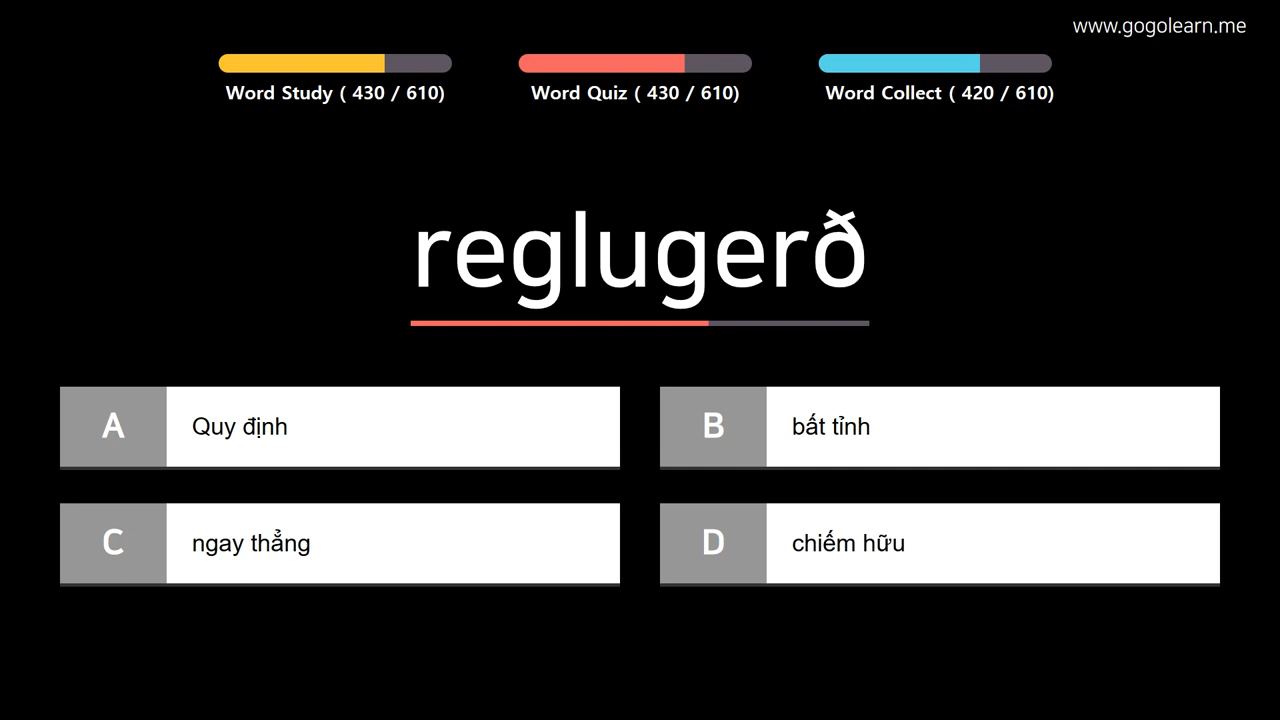 www.gogolearn.me
Word Study ( 430 / 610)
Word Quiz ( 430 / 610)
Word Collect ( 420 / 610)
reglugerð
A Quy định
B bất tỉnh
C ngay thẳng
D chiếm hữu